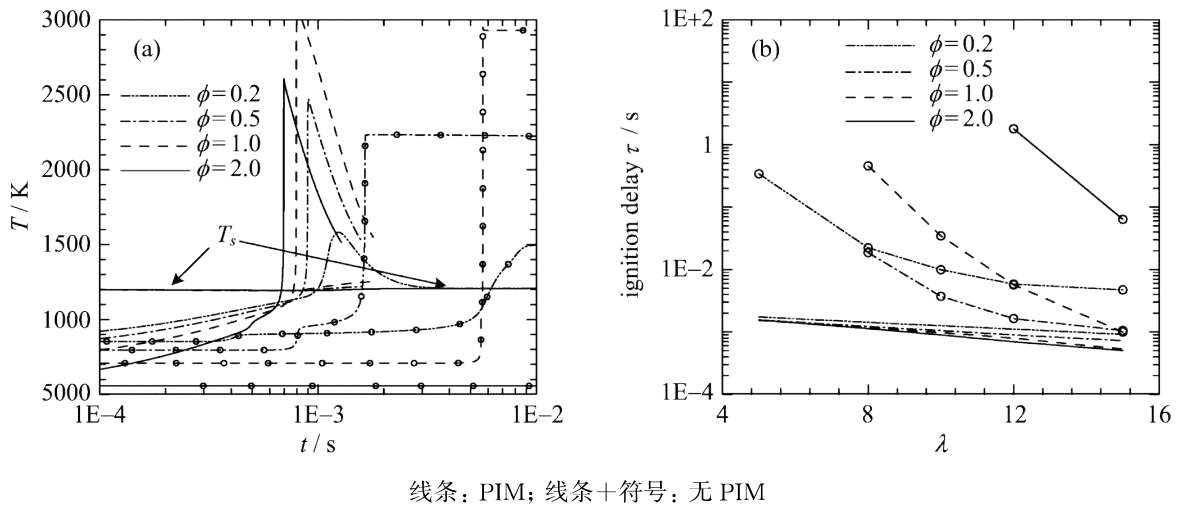 3000
2500
2000
1500
1000
5000
1E−4
1E−3
1E−2
T / K
t / s
(a)
ϕ=0.2
ϕ=0.5
ϕ=1.0
ϕ=2.0
Ts
1E+2
1
1E−2
1E−4
4
8
12
16
ignition delay τ / s
λ
(b)
ϕ=0.2
ϕ=0.5
ϕ=1.0
ϕ=2.0
线条: PIM; 线条+符号: 无 PIM